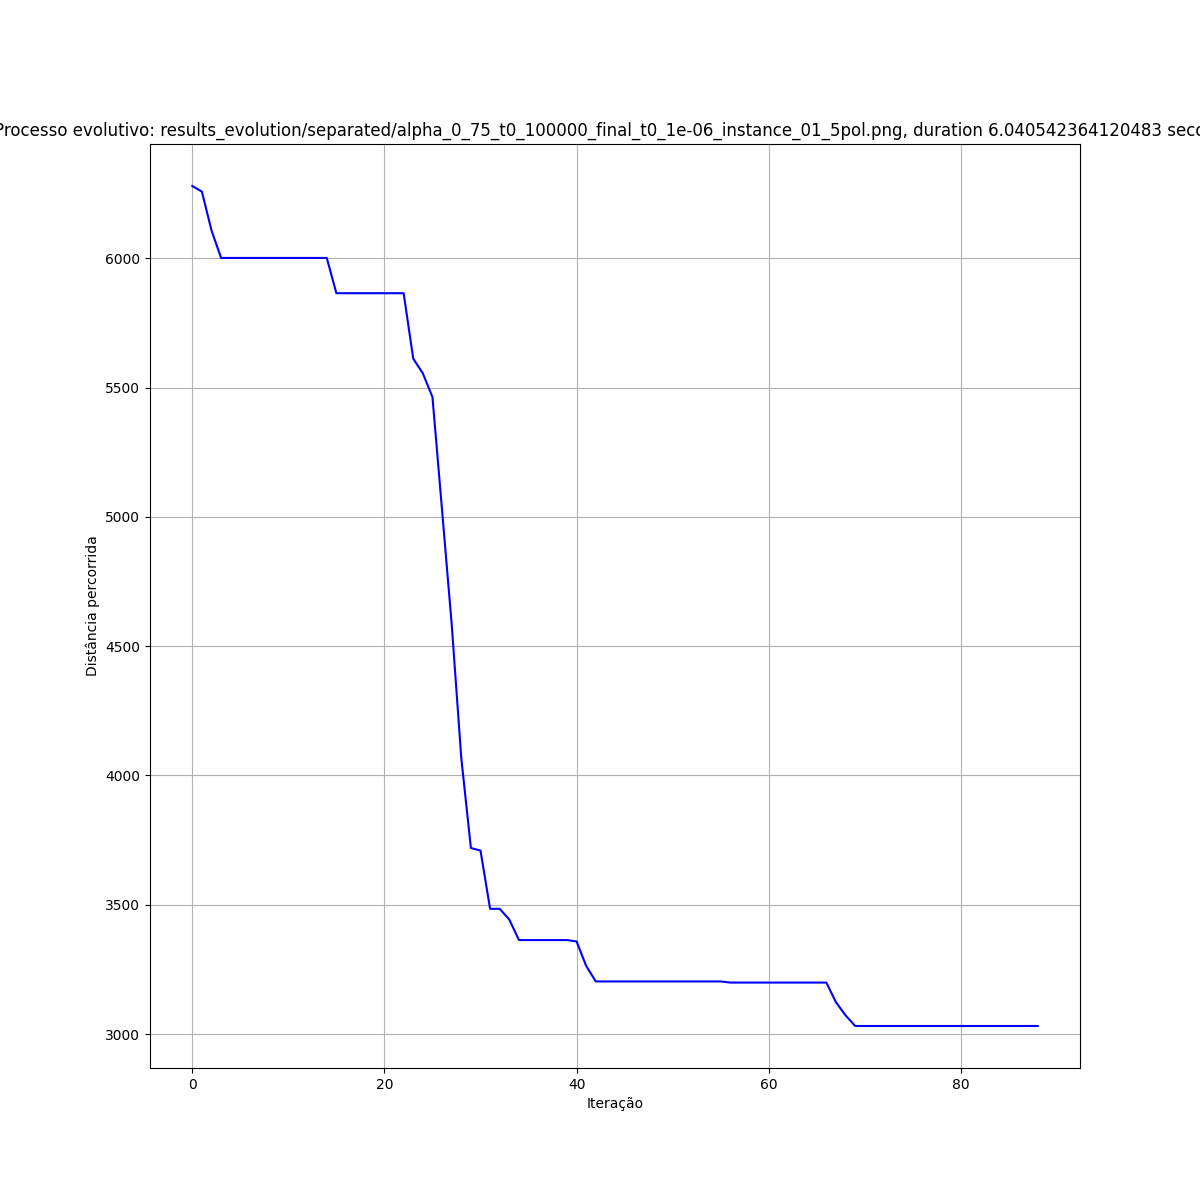 Processo evolutivo: results_evolution/separated/alpha_0_75_t0_100000_final_t0_1e-06_instance_01_5pol.png, duration 6.040542364120483
Distância percorrida
6000
5500
5000
4500
4000
3500
3000
0 20 40 60 80
Iteração